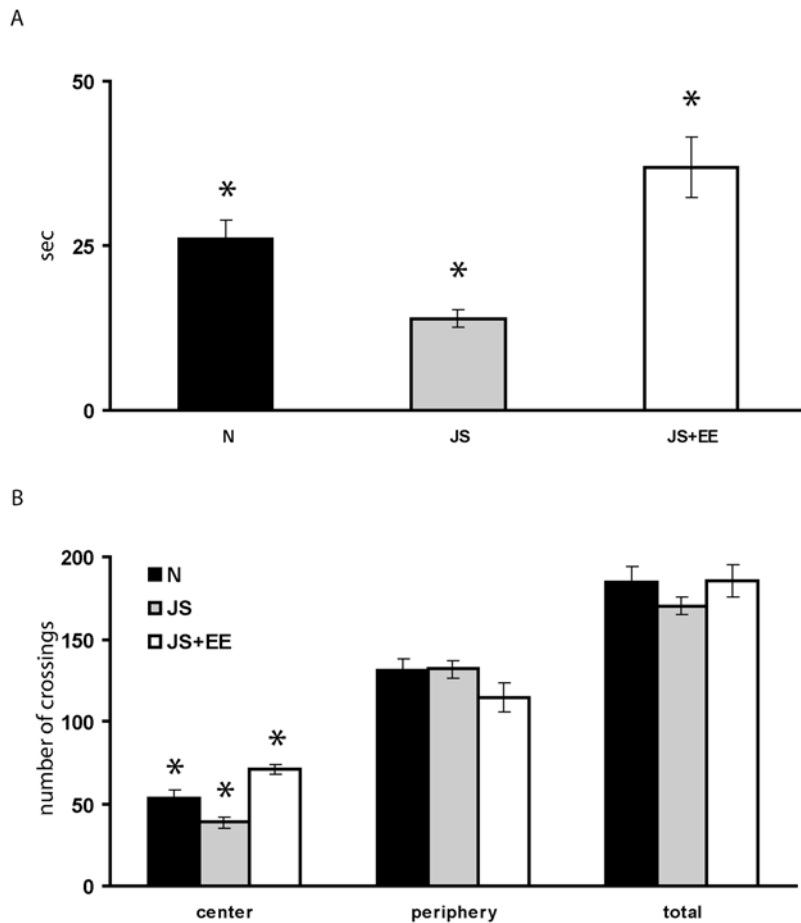 A
50
*
*
*
25
sec
0
N JS JS+EE
B
200
N
JS
JS+EE
150
number of crossings
100
* * *
50
0
center periphery total